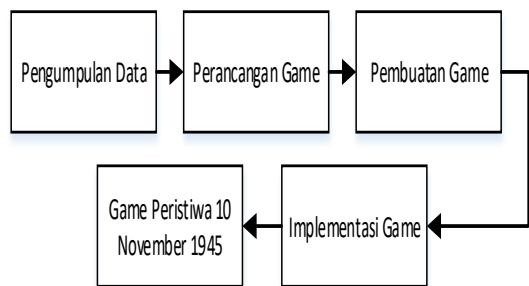 Pengumpulan Data
Perancangan Game
Pembuatan Game
Implementasi Game
Game Peristiwa 10
November 1945